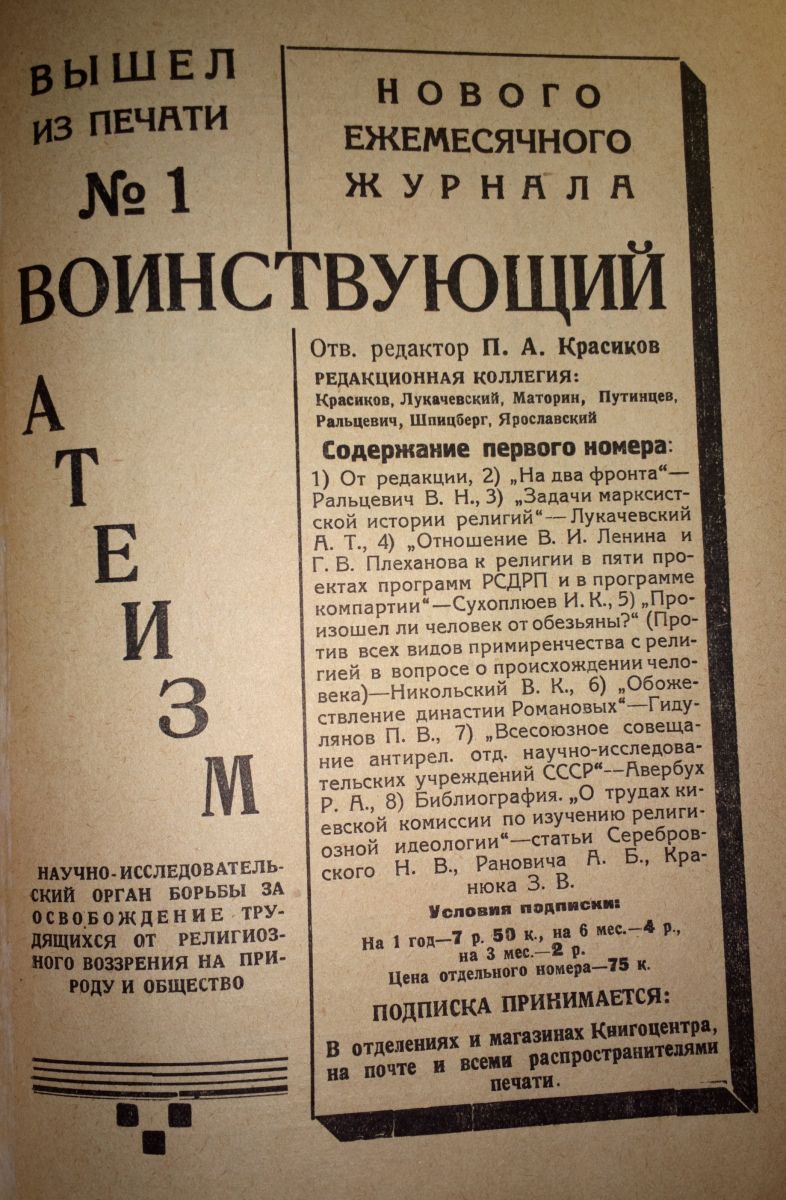 ВЫШЕЛ
ИЗ ПЕЧАТИ
№ 1
НОВОГО
ЕЖЕМЕСЯЧНОГО
ЖУРНАЛА
ВОИНСТВУЮЩИЙ
АТЕИЗМ
НАУЧНО-ИССЛЕДОВАТЕЛЬ-
СКИЙ ОРГАН БОРЬБЫ ЗА
ОСВОБОЖДЕНИЕ ТРУ-
ДЯЩИХСЯ ОТ РЕЛИГИОЗ-
НОГО ВОЗЗРЕНИЯ НА ПРИ-
РОДУ И ОБЩЕСТВО
Отв. редактор П. А. Красиков
РЕДАКЦИОННАЯ КОЛЛЕГИЯ:
Красиков, Лукачевский, Маторин, Путинцев,
Ральцевич, Шпицберг, Ярославский
Содержание первого номера:
1) От редакции, 2) „На два фронта“—
Ральцевич В. Н., 3) „Задачи марксист-
ской истории религий“—Лукачевский
А. Т., 4) „Отношение В. И. Ленина и
Г. В. Плеханова к религии в пяти про-
ектах программ РСДРП и в программе
компартии“—Сухоплюев И. К., 5) „Про-
изошел ли человек от обезьяны?“ (Про-
тив всех видов примиренчества с рели-
гией в вопросе о происхождении чело-
века)—Никольский В. К., 6) „Обоже-
ствление династии Романовых“—Гиду-
лянов П. В., 7) „Всесоюзное совеща-
ние антирел. отд. научно-исследова-
тельских учреждений СССР“—Авербух
Р. А., 8) Библиография. „О трудах ки-
евской комиссии по изучению религи-
озной идеологии“—статьи Серебров-
ского Н. В., Рановича А. Б., Кра-
нюка З. В.
Условия подписки:
На 1 год—7 р. 50 к., на 6 мес.—4 р.,
на 3 мес.—2 р.
Цена отдельного номера—75 к.
ПОДПИСКА ПРИНИМАЕТСЯ:
В отделениях и магазинах Книгоцентра,
на почте и всеми распространителями
печати.